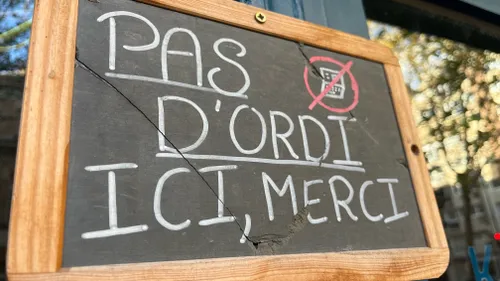 PAS
D'ORDI
ICI, MERCI